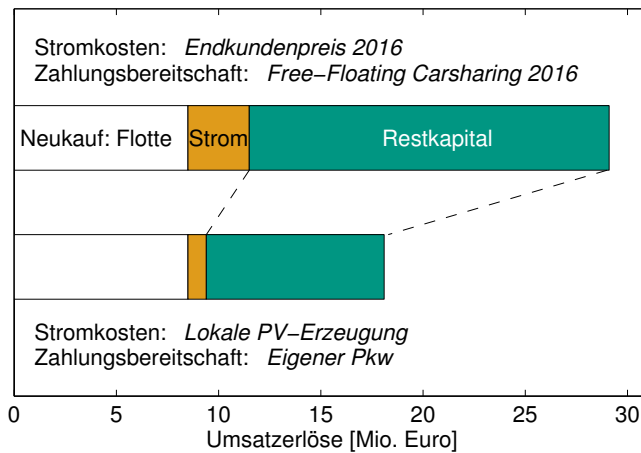 Stromkosten: Endkundenpreis 2016
Zahlungsbereitschaft: Free−Floating Carsharing 2016
Neukauf: Flotte Strom Restkapital
Stromkosten: Lokale PV−Erzeugung
Zahlungsbereitschaft: Eigener Pkw
0 5 10 15 20 25 30
Umsatzerlöse [Mio. Euro]